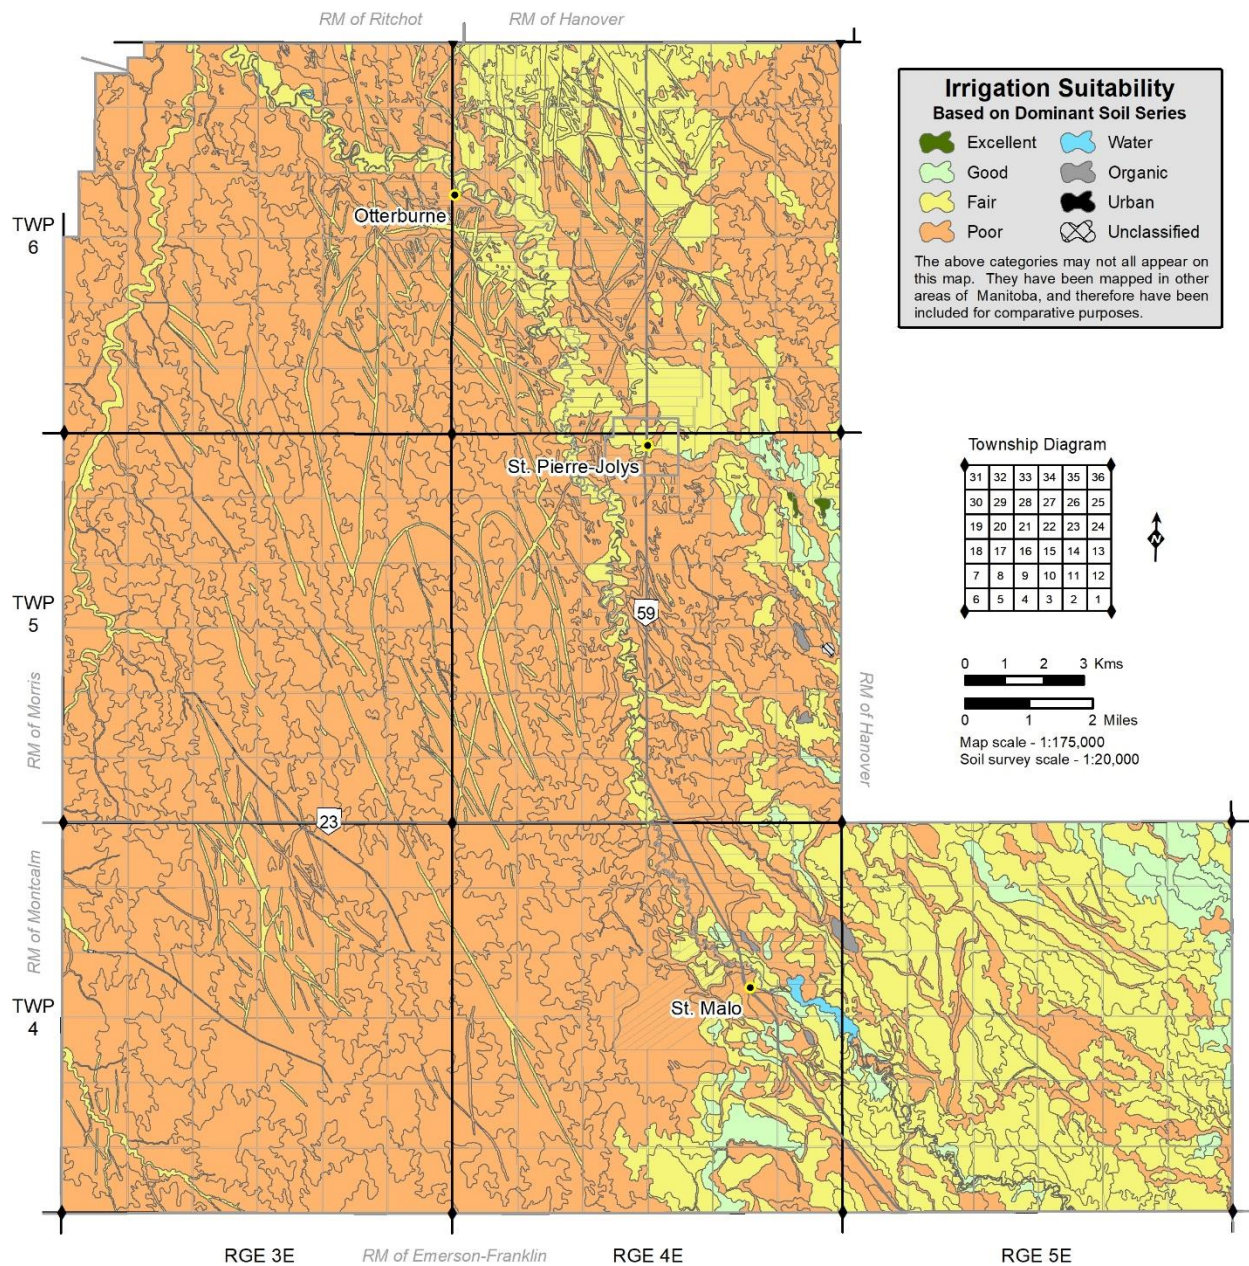 RM of Ritchot
RM of Hanover
Irrigation Suitability
Based on Dominant Soil Series
Excellent
Water
Good
Organic
Fair
Urban
Poor
Unclassified
The above categories may not all appear on
this map. They have been mapped in other
areas of Manitoba, and therefore have been
included for comparative purposes.
Otterburne
TWP
6
St. Pierre-Jolys
Township Diagram
31 32 33 34 35 36
30 29 28 27 26 25
19 20 21 22 23 24
18 17 16 15 14 13
7 8 9 10 11 12
6 5 4 3 2 1
N
TWP
5
59
0 1 2 3 Kms
0 1 2 Miles
Map scale - 1:175,000
Soil survey scale - 1:20,000
RM of Morris
RM of Hanover
23
RM of Montcalm
TWP
4
St. Malo
RGE 3E
RM of Emerson-Franklin
RGE 4E
RGE 5E